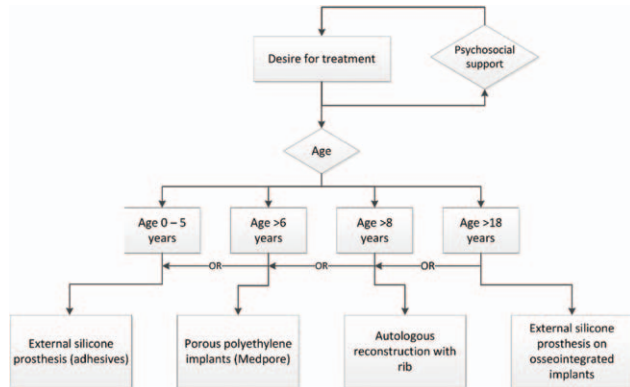 Desire for treatment
Psychosocial
support
Age
Age 0 – 5
years
Age >6
years
Age >8
years
Age >18
years
OR
OR
OR
External silicone
prosthesis (adhesives)
Porous polyethylene
implants (Medpore)
Autologous
reconstruction with
rib
External silicone
prosthesis on
osseointegrated
implants